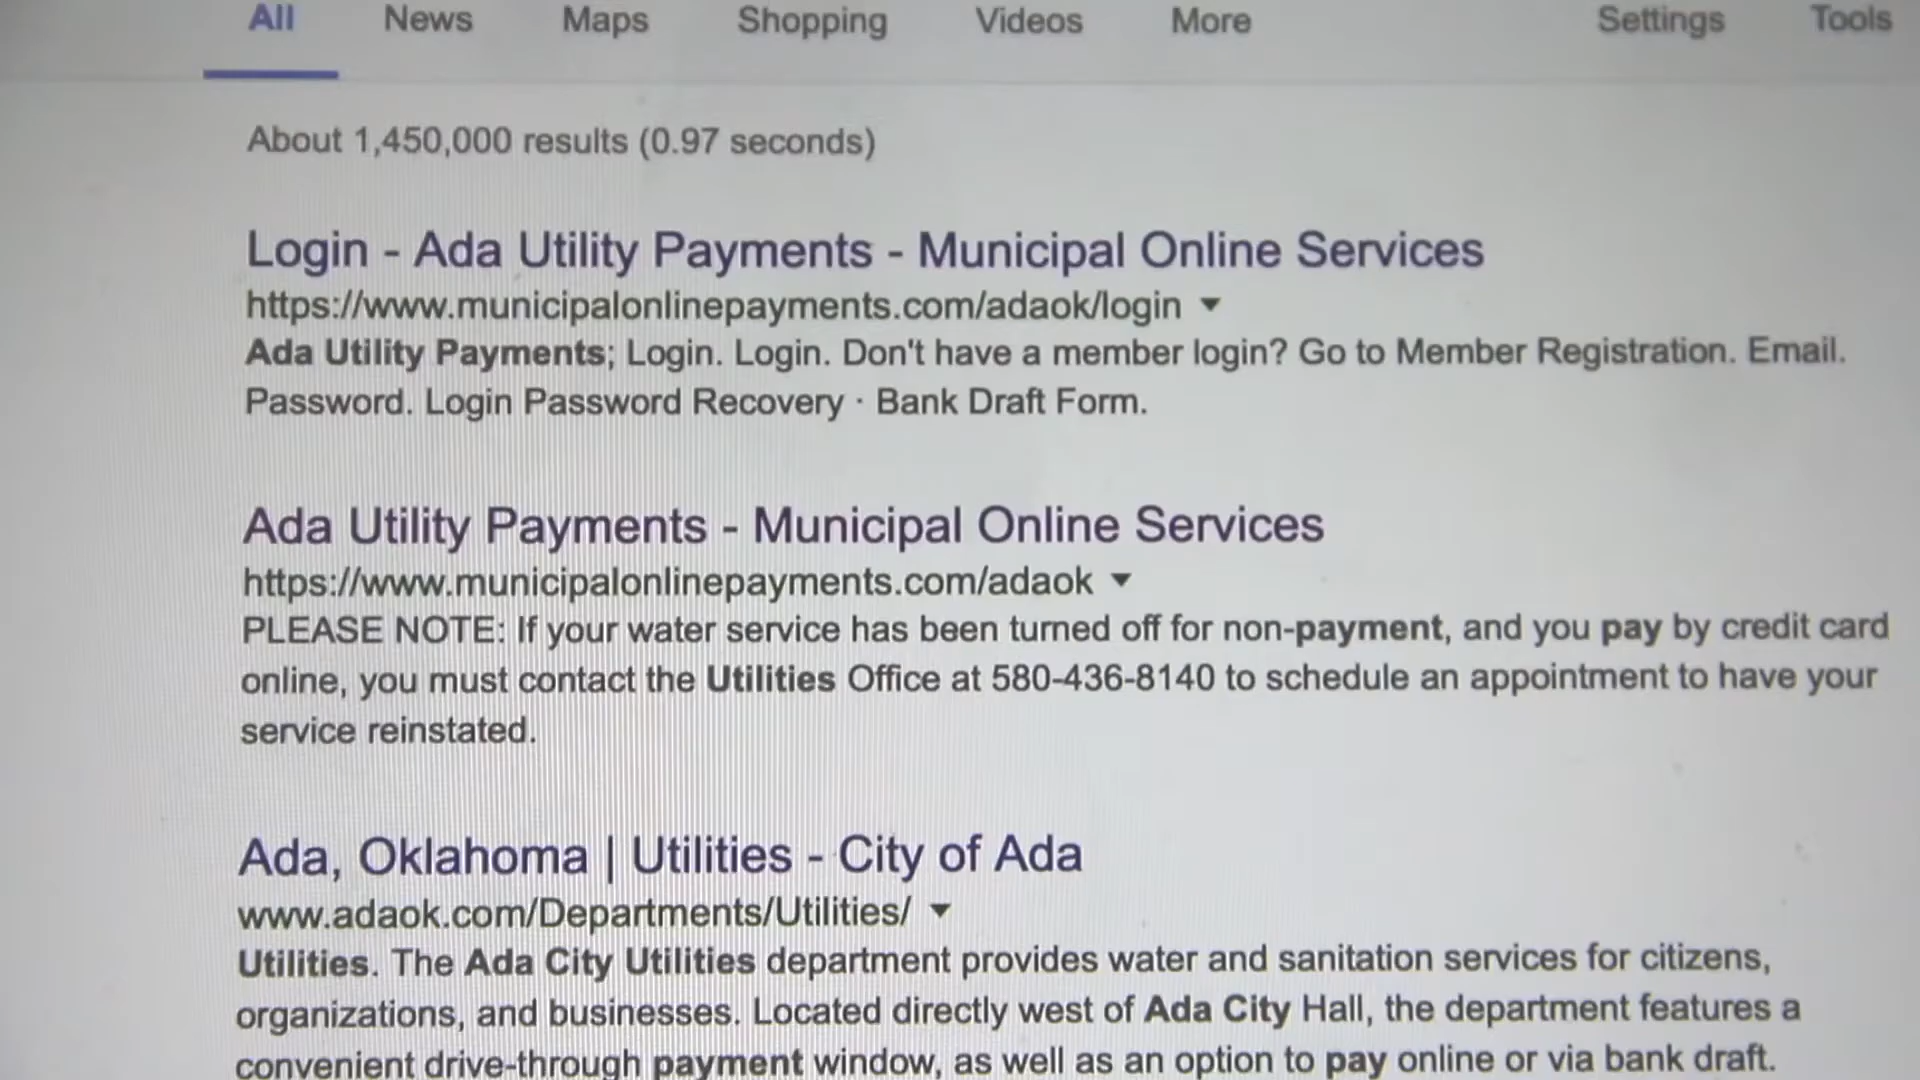 All News Maps Shopping Videos More Settings Tools
About 1,450,000 results (0.97 seconds)
Login - Ada Utility Payments - Municipal Online Services
https://www.municipalonlinepayments.com/adaok/login ▼
Ada Utility Payments; Login. Login. Don't have a member login? Go to Member Registration. Email.
Password. Login Password Recovery · Bank Draft Form.
Ada Utility Payments - Municipal Online Services
https://www.municipalonlinepayments.com/adaok ▼
PLEASE NOTE: If your water service has been turned off for non-payment, and you pay by credit card
online, you must contact the Utilities Office at 580-436-8140 to schedule an appointment to have your
service reinstated.
Ada, Oklahoma | Utilities - City of Ada
www.adaok.com/Departments/Utilities/ ▼
Utilities. The Ada City Utilities department provides water and sanitation services for citizens,
organizations, and businesses. Located directly west of Ada City Hall, the department features a
convenient drive-through payment window, as well as an option to pay online or via bank draft.